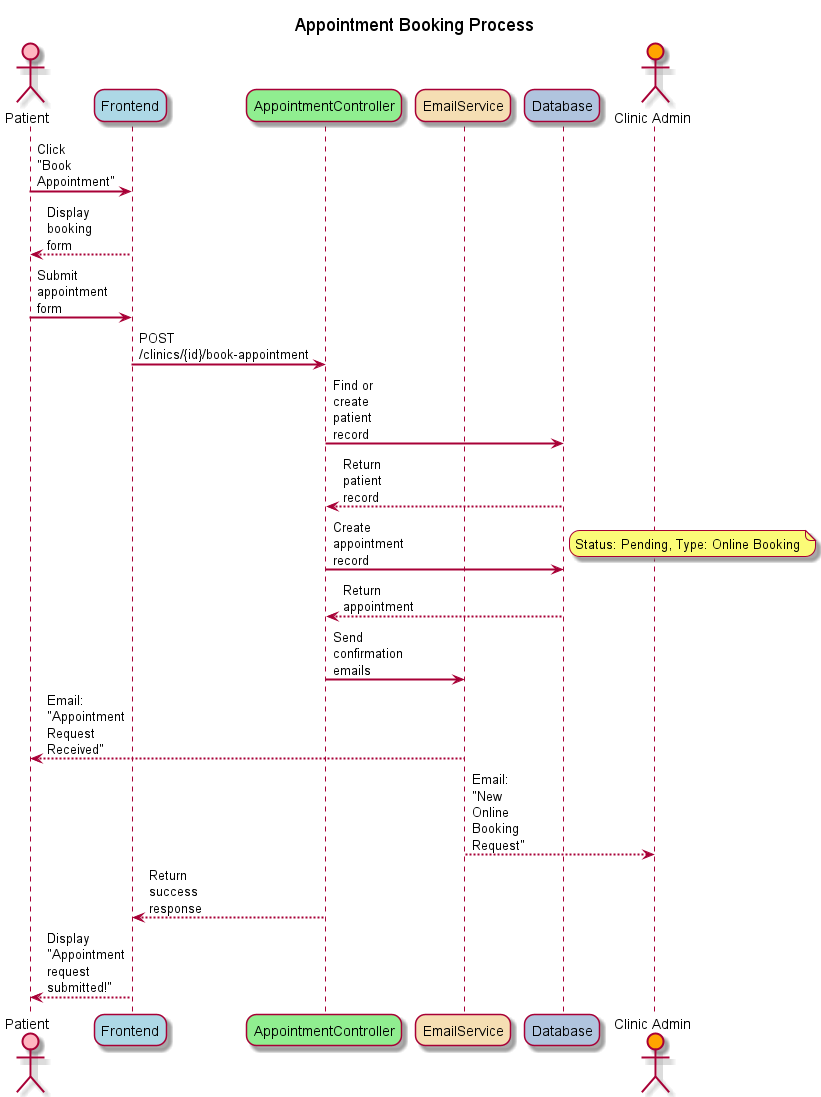 Appointment Booking Process
Patient
Frontend
AppointmentController
EmailService
Database
Clinic Admin
Click
"Book
Appointment"
Display
booking
form
Submit
appointment
form
POST
/clinics/{id}/book-appointment
Find or
create
patient
record
Return
patient
record
Create
appointment
record
Status: Pending, Type: Online Booking
Return
appointment
Send
confirmation
emails
Email:
"Appointment
Request
Received"
Email:
"New
Online
Booking
Request"
Return
success
response
Display
"Appointment
request
submitted!"
Patient
Frontend
AppointmentController
EmailService
Database
Clinic Admin